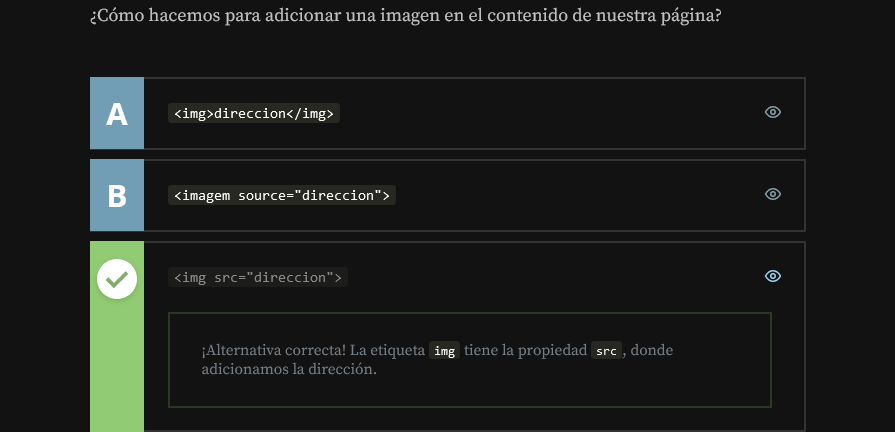 ¿Cómo hacemos para adicionar una imagen en el contenido de nuestra página?
A
<img>direccion</img>
B
<imagem source="direccion">
<img src="direccion">
¡Alternativa correcta! La etiqueta img tiene la propiedad src, donde
adicionamos la dirección.